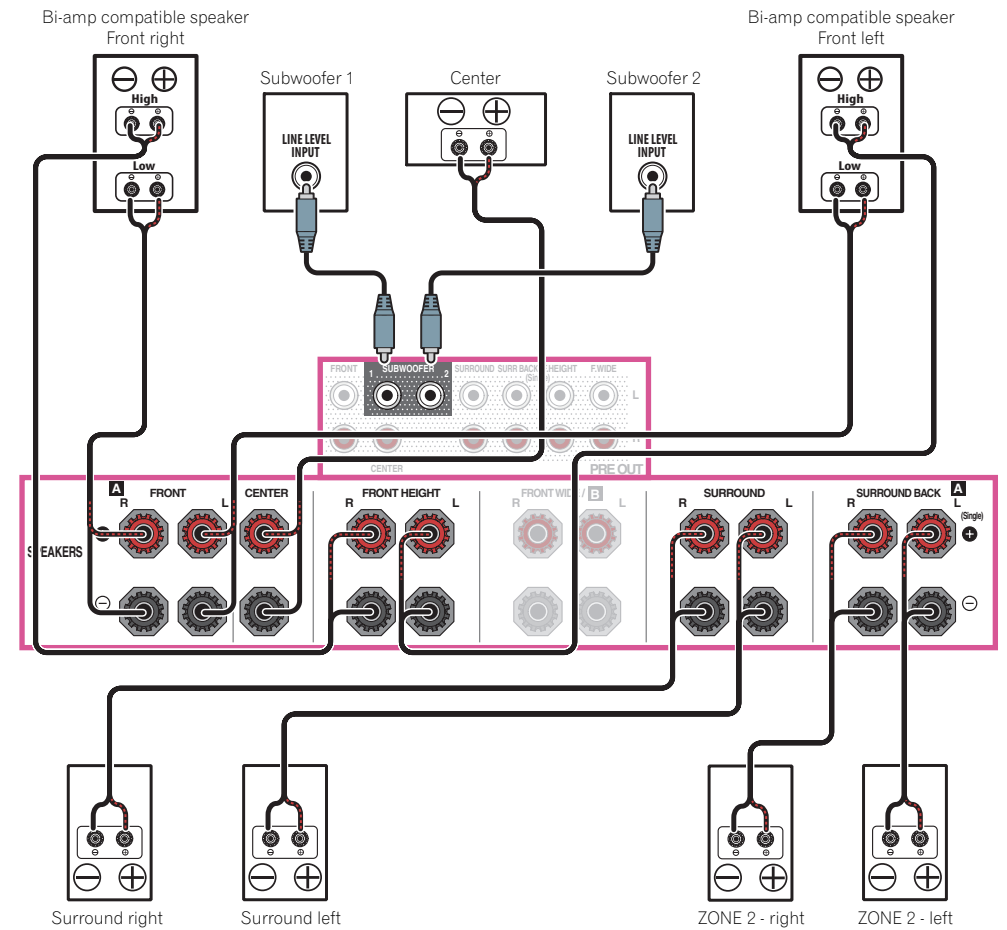 Bi-amp compatible speaker
Front right
Bi-amp compatible speaker
Front left
Subwoofer 1
Center
Subwoofer 2
High
Low
LINE LEVEL
INPUT
LINE LEVEL
INPUT
High
Low
FRONT
SUBWOOFER
1
2
SURROUND
SURR BACK
(Single)
F.HEIGHT
F.WIDE
L
R
CENTER
PRE OUT
SPEAKERS
A
FRONT
R
L
CENTER
FRONT HEIGHT
R
L
FRONT WIDE / B
R
L
SURROUND
R
L
SURROUND BACK
A
R
L
(Single)
Surround right
Surround left
ZONE 2 - right
ZONE 2 - left